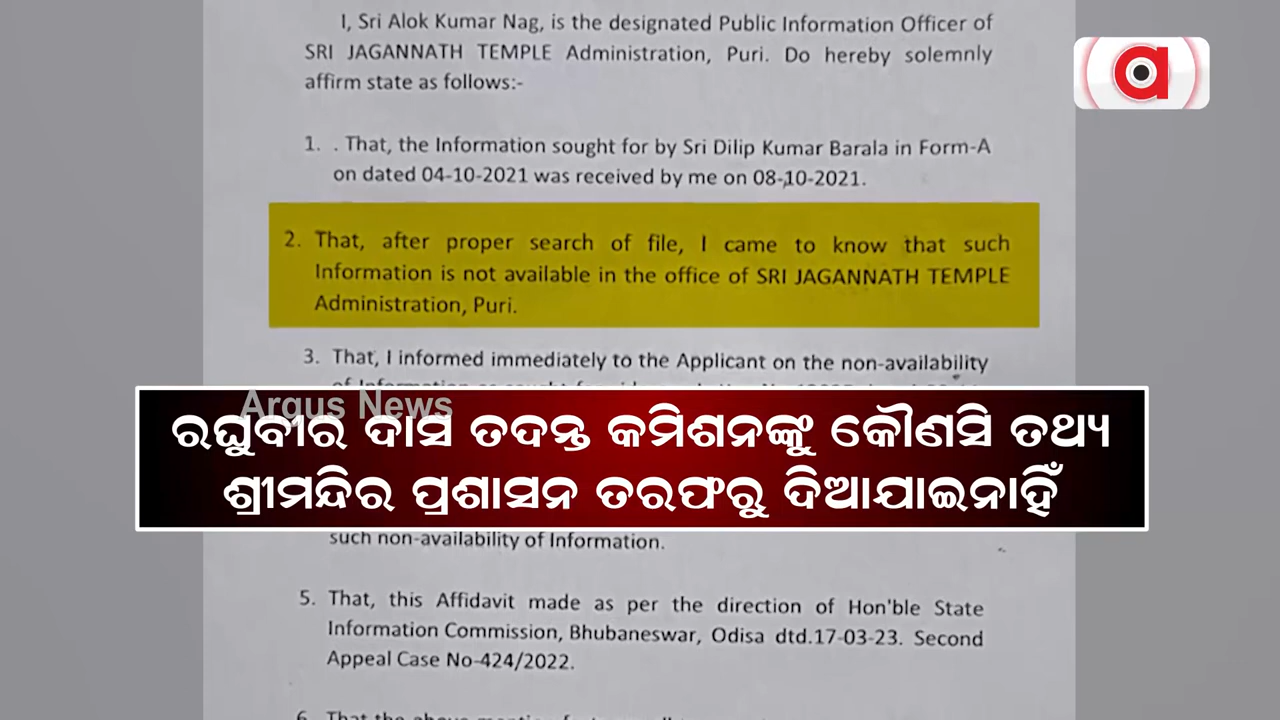 I, Sri Alok Kumar Nag, is the designated Public Information Officer of
SRI JAGANNATH TEMPLE Administration, Puri. Do hereby solemnly
affirm state as follows:-
a
1. . That, the Information sought for by Sri Dilip Kumar Barala in Form-A
on dated 04-10-2021 was received by me on 08-10-2021.
2. That, after proper search of file, I came to know that such
Information is not available in the office of SRI JAGANNATH TEMPLE
Administration, Puri.
3. That, I informed immediately to the Applicant on the non-availability
Argus News
ରଘୁବୀର ଦାସ ତଦନ୍ତ କମିଶନଙ୍କୁ କୌଣସି ତଥ୍ୟ
ଶ୍ରୀମନ୍ଦିର ପ୍ରଶାସନ ତରଫରୁ ଦିଆଯାଇନାହିଁ
such non-availability of Information.
5. That, this Affidavit made as per the direction of Hon'ble State
Information Commission, Bhubaneswar, Odisa dtd.17-03-23. Second
Appeal Case No-424/2022.